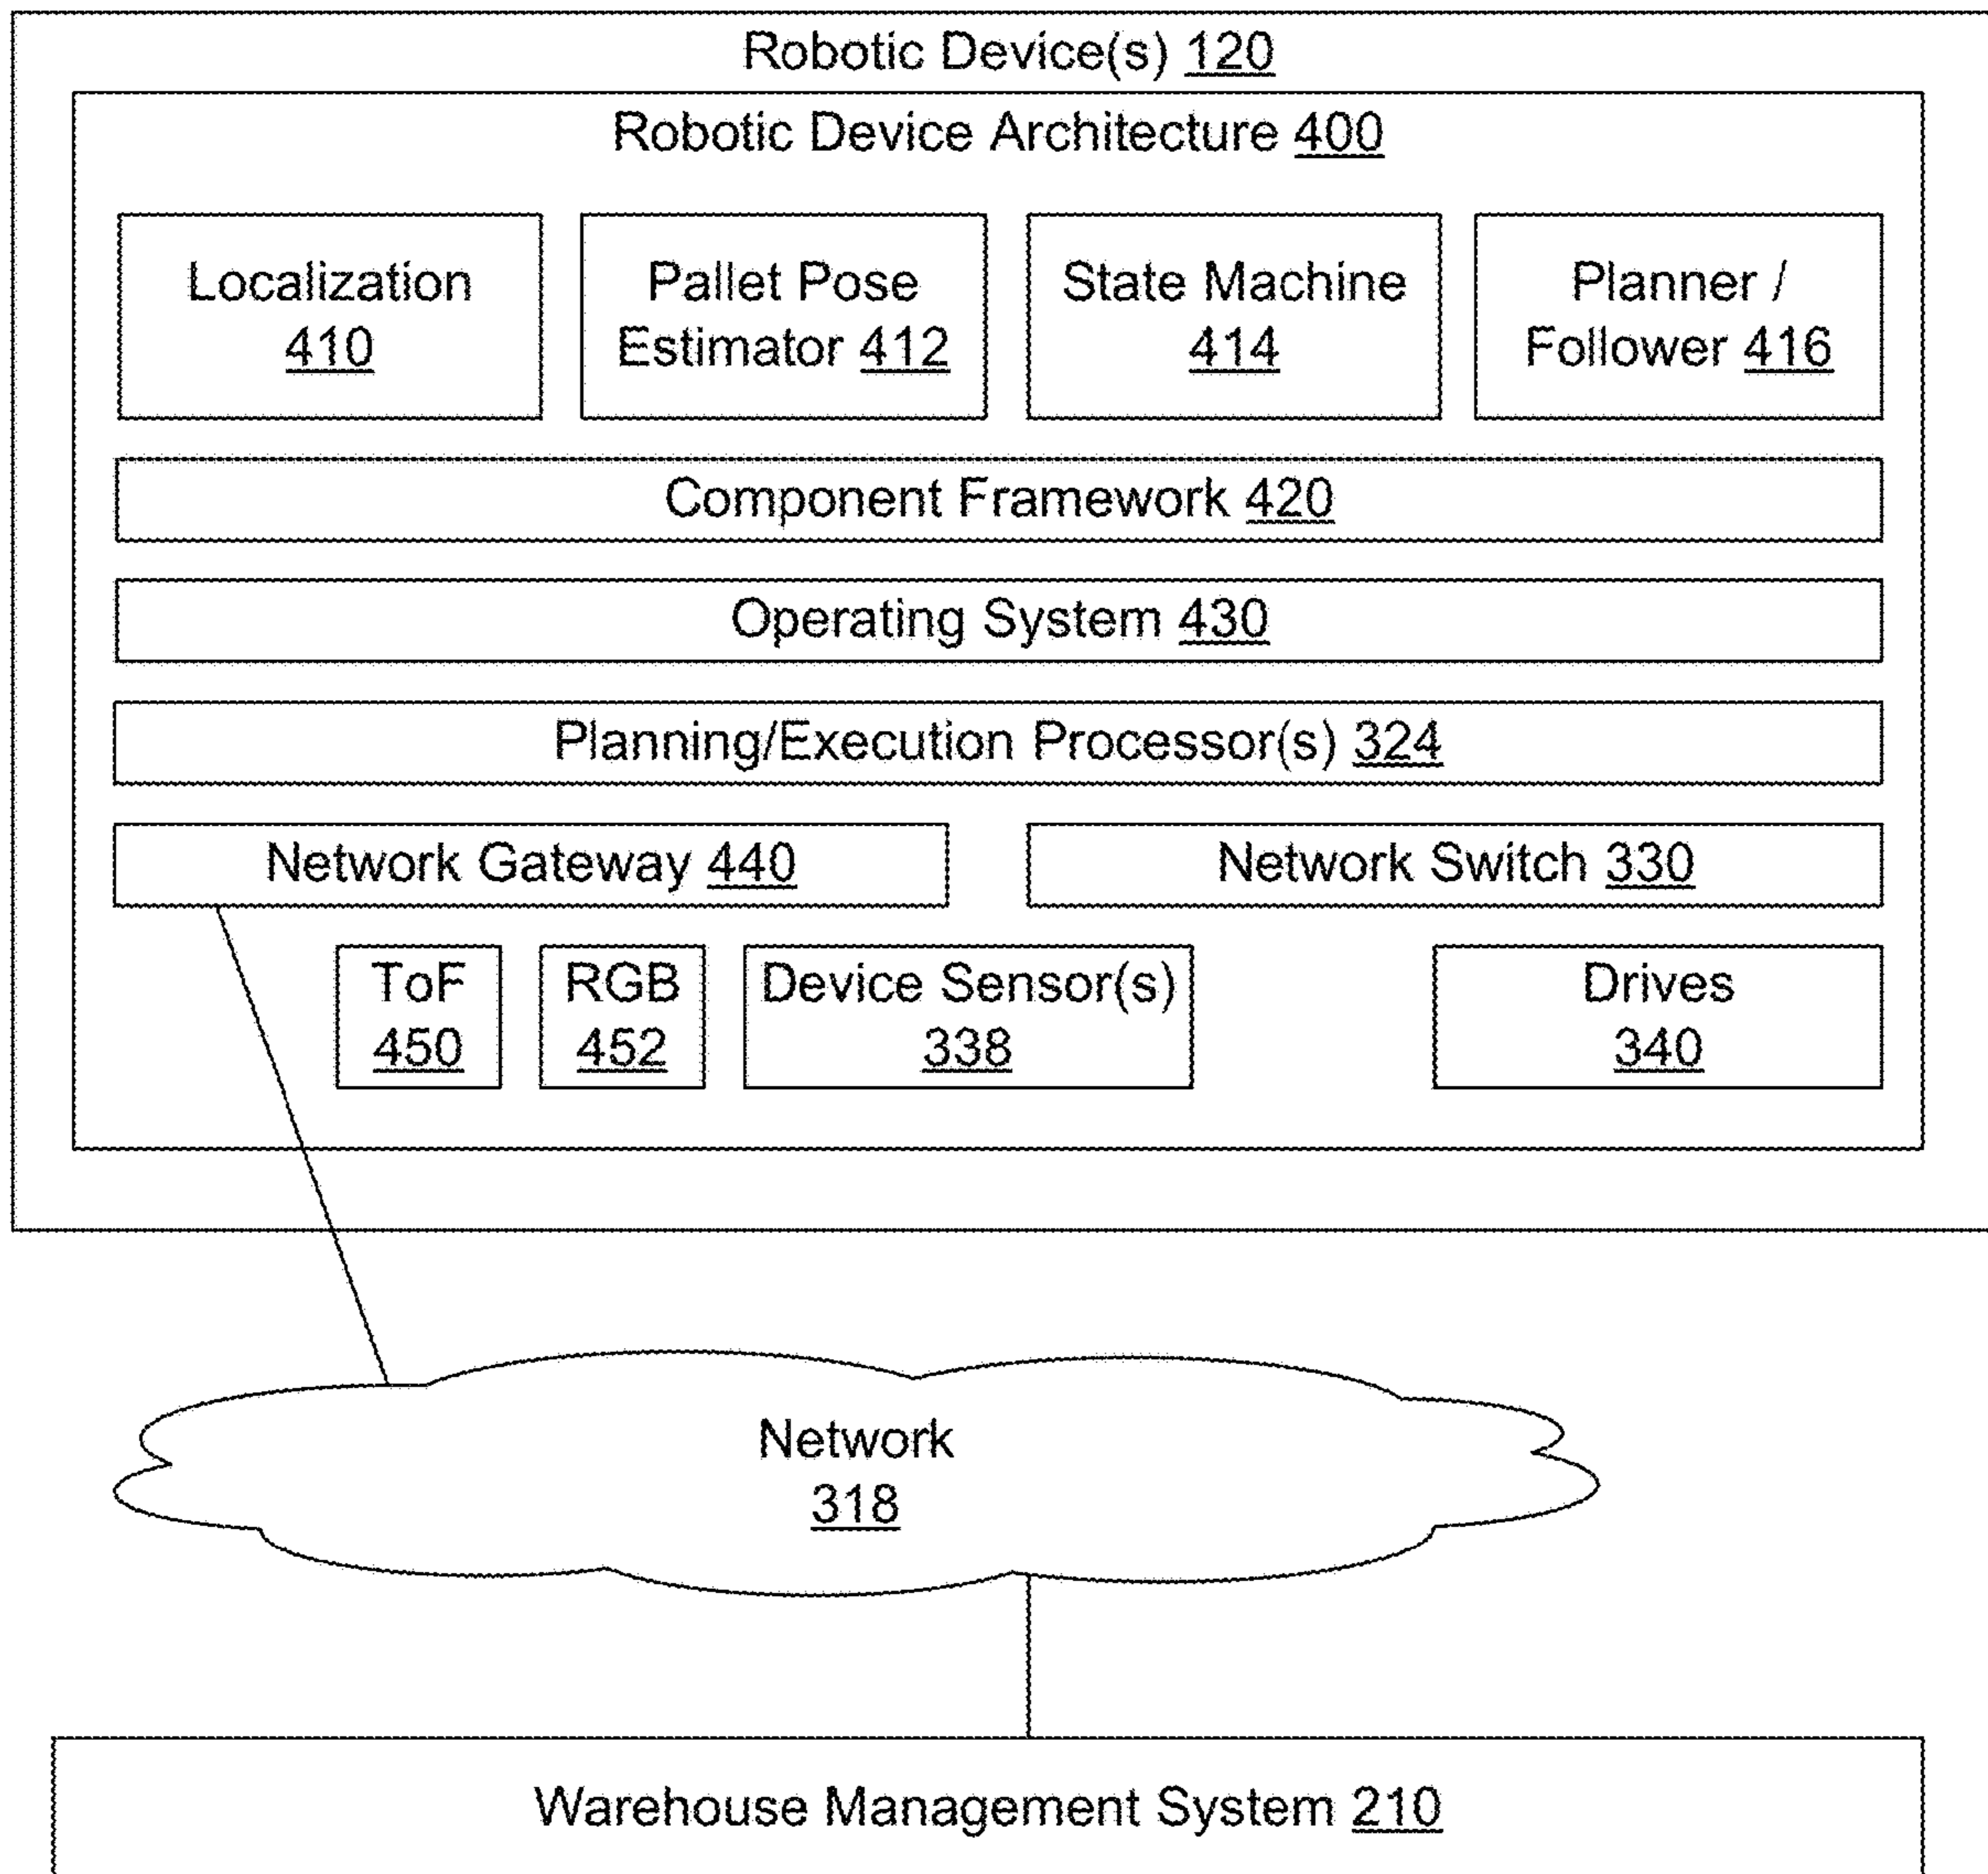 Robotic Device(s) 120
Robotic Device Architecture 400
Localization
410
Pallet Pose
Estimator 412
State Machine
414
Planner /
Follower 416
Component Framework 420
Operating System 430
Planning/Execution Processor(s) 324
Network Gateway 440
Network Switch 330
ToF
450
RGB
452
Device Sensor(s)
338
Drives
340
Network
318
Warehouse Management System 210